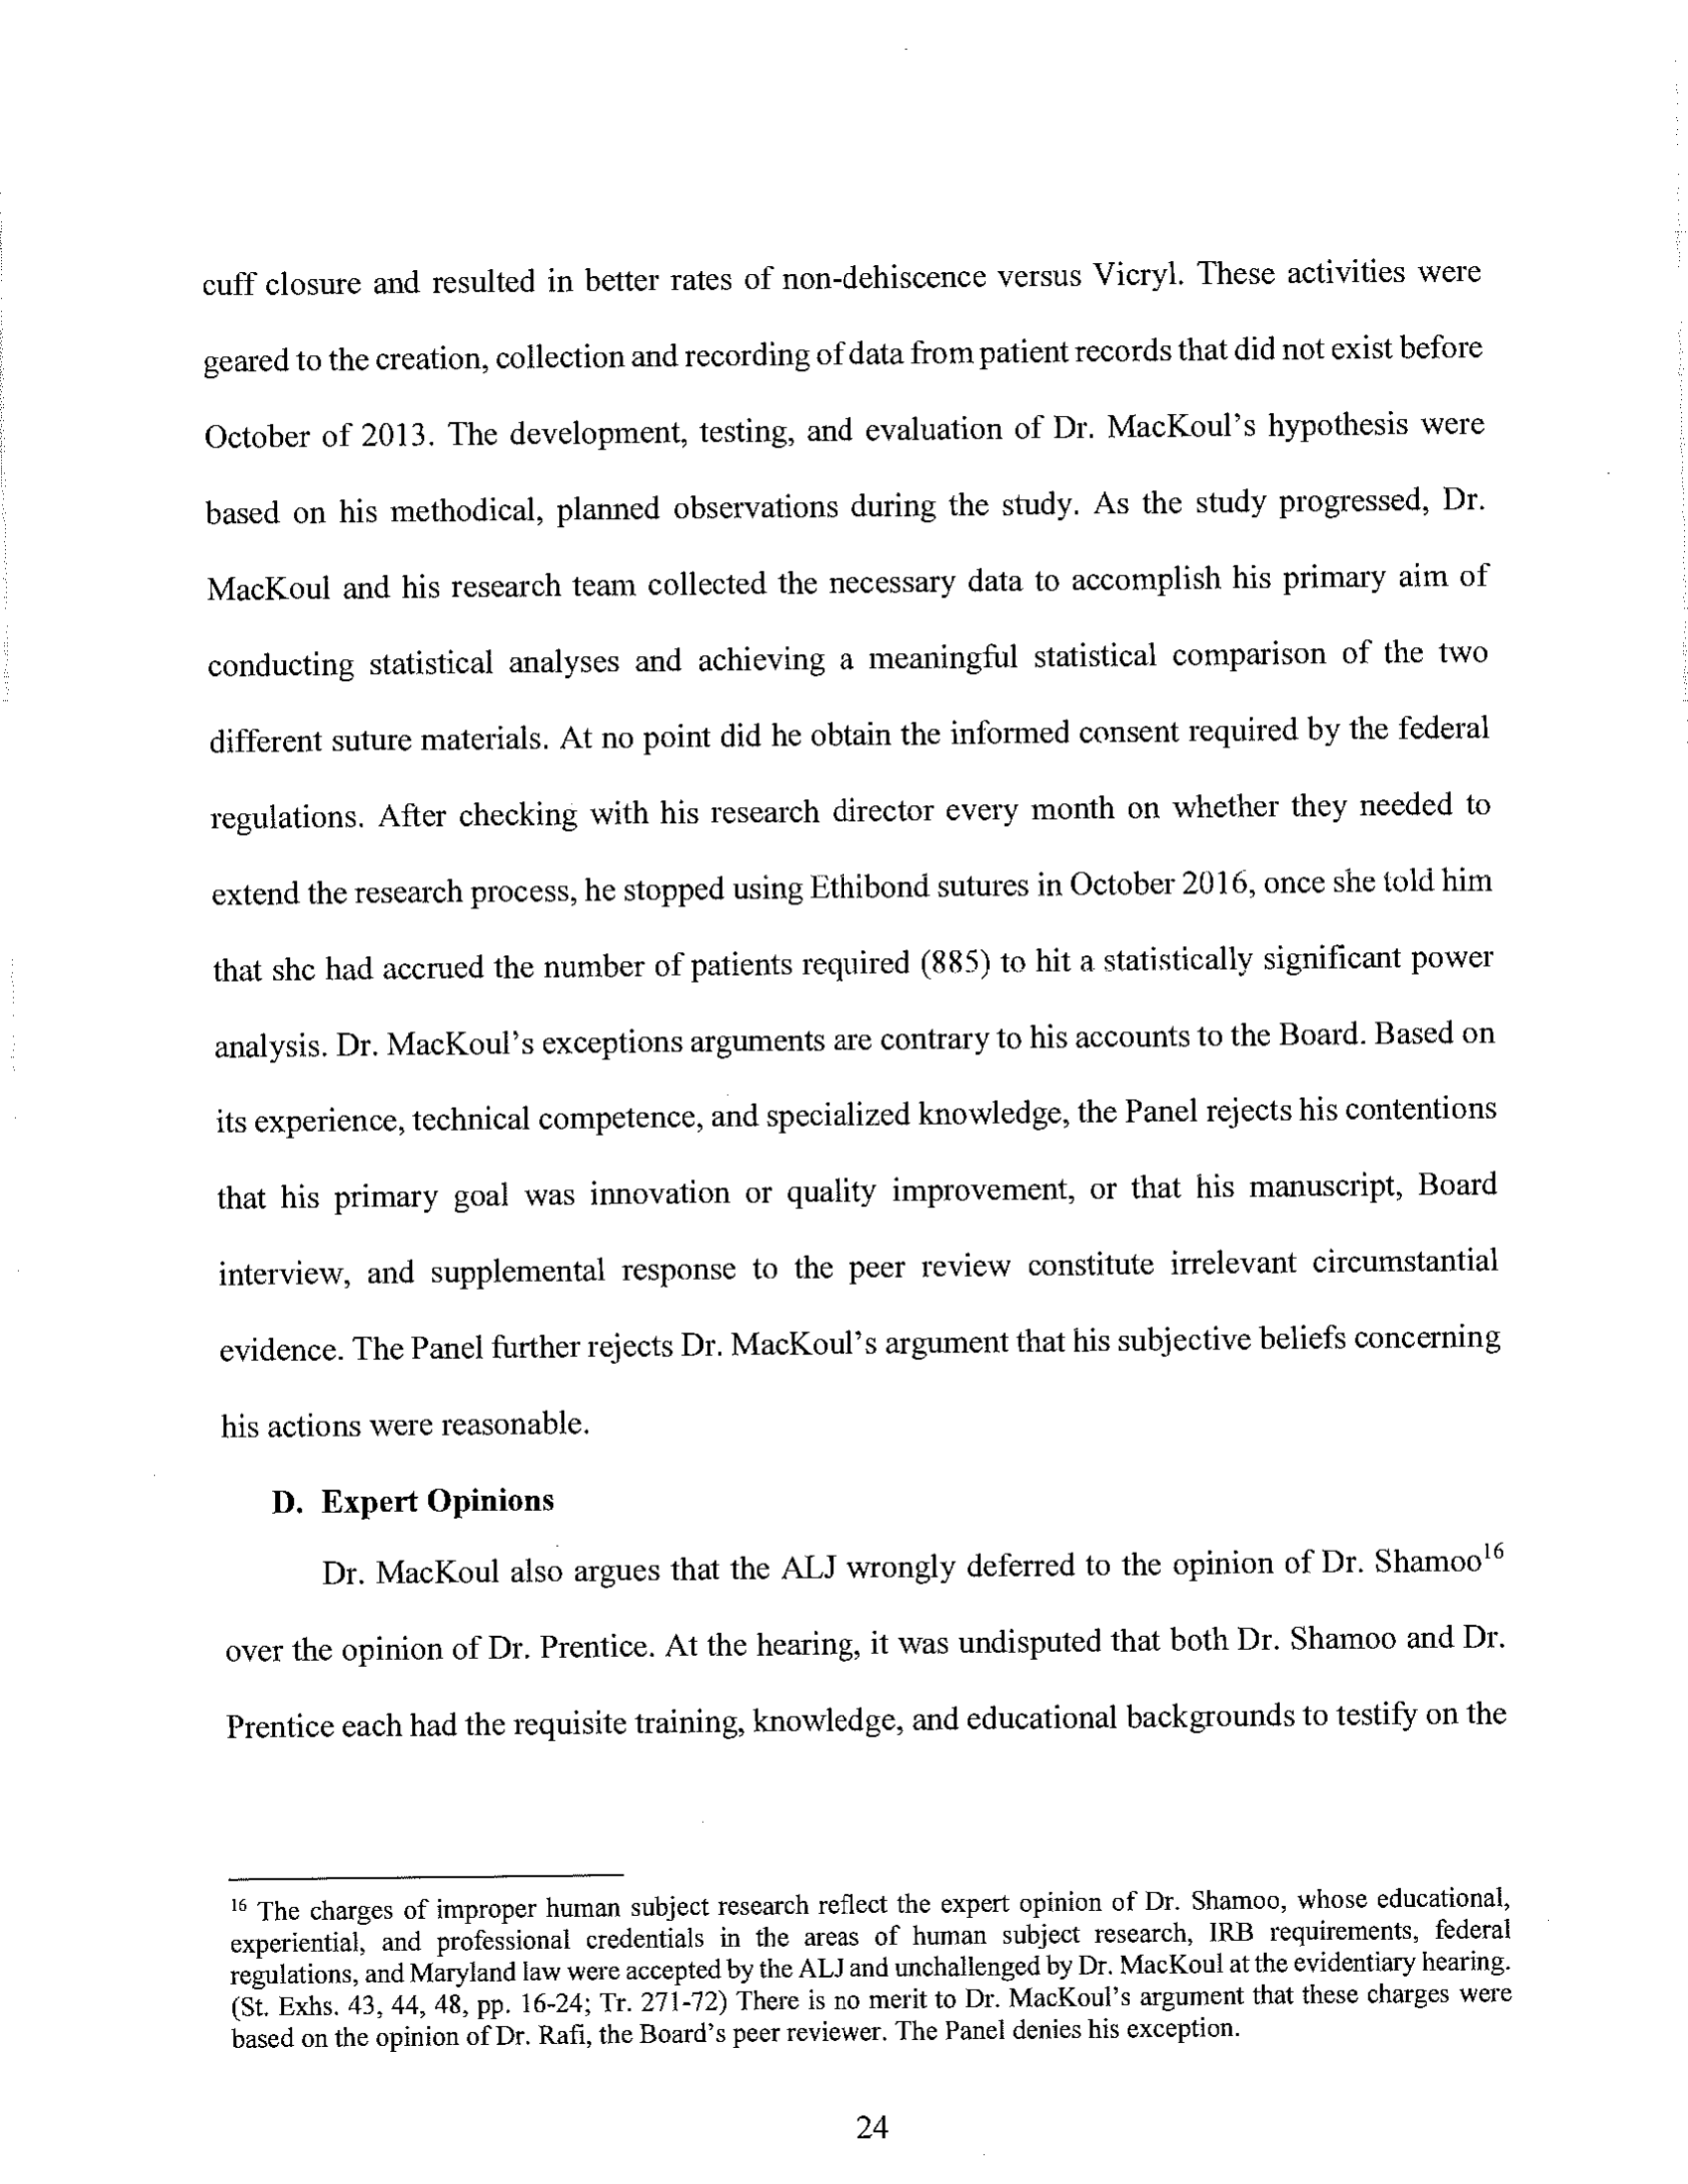 cuff closure and resulted in better rates of non-dehiscence versus Vicryl. These activities were
geared to the creation, collection and recording of data from patient records that did not exist before
October of 2013. The development, testing, and evaluation of Dr. MacKoul's hypothesis were
based on his methodical, planned observations during the study. As the study progressed, Dr.
MacKoul and his research team collected the necessary data to accomplish his primary aim of
conducting statistical analyses and achieving a meaningful statistical comparison of the two
different suture materials. At no point did he obtain the informed consent required by the federal
regulations. After checking with his research director every month on whether they needed to
extend the research process, he stopped using Ethibond sutures in October 2016, once she told him
that she had accrued the number of patients required (885) to hit a statistically significant power
analysis. Dr. MacKoul's exceptions arguments are contrary to his accounts to the Board. Based on
its experience, technical competence, and specialized knowledge, the Panel rejects his contentions
that his primary goal was innovation or quality improvement, or that his manuscript, Board
interview, and supplemental response to the peer review constitute irrelevant circumstantial
evidence. The Panel further rejects Dr. MacKoul's argument that his subjective beliefs concerning
his actions were reasonable.
D. Expert Opinions
Dr. MacKoul also argues that the ALJ wrongly deferred to the opinion of Dr. Shamoo16
over the opinion of Dr. Prentice. At the hearing, it was undisputed that both Dr. Shamoo and Dr.
Prentice each had the requisite training, knowledge, and educational backgrounds to testify on the
16 The charges of improper human subject research reflect the expert opinion of Dr. Shamoo, whose educational,
experiential, and professional credentials in the areas of human subject research, IRB requirements, federal
regulations, and Maryland law were accepted by the ALJ and unchallenged by Dr. MacKoul at the evidentiary hearing.
(St. Exhs. 43, 44, 48, pp. 16-24; Tr. 271-72) There is no merit to Dr. MacKoul's argument that these charges were
based on the opinion of Dr. Rafi, the Board's peer reviewer. The Panel denies his exception.
24